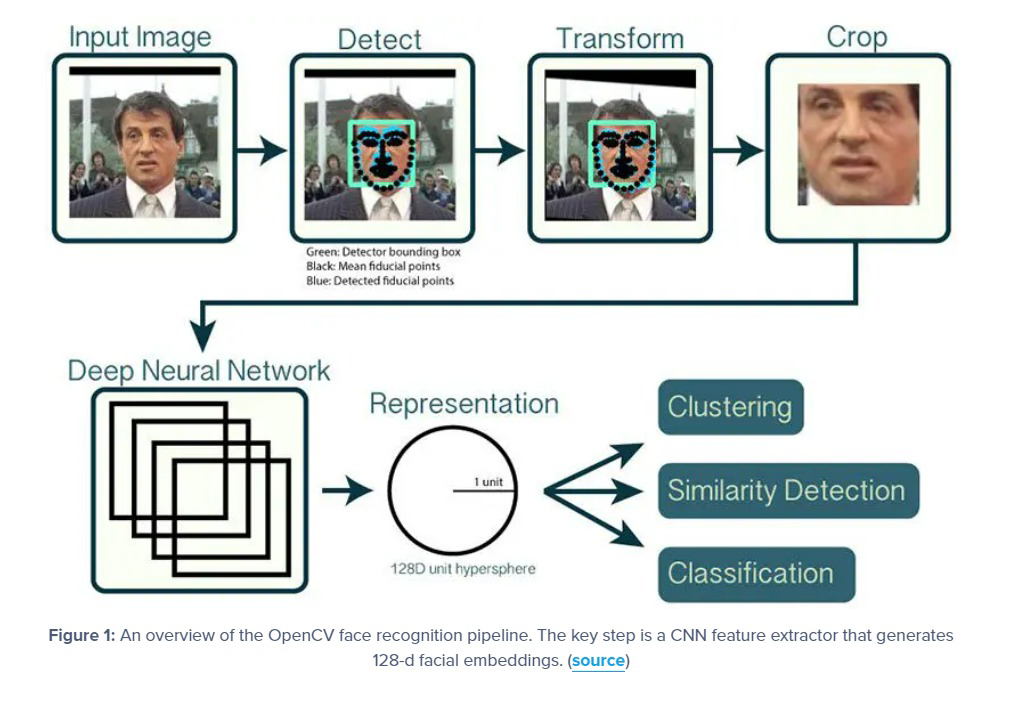 Input Image
Detect
Transform
Crop
Green: Detector bounding box
Black: Mean fiducial points
Blue: Detected fiducial points
Deep Neural Network
Representation
1 unit
128D unit hypersphere
Clustering
Similarity Detection
Classification
Figure 1: An overview of the OpenCV face recognition pipeline. The key step is a CNN feature extractor that generates
128-d facial embeddings. (source)